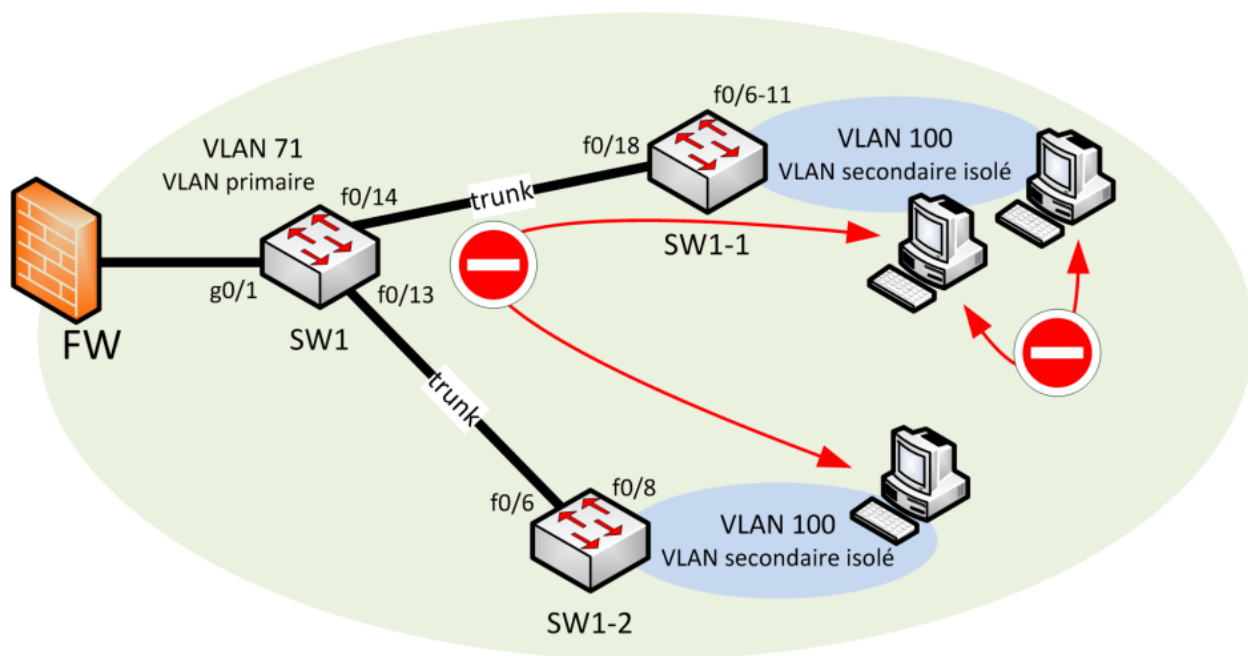 f0/6-11
VLAN 71
VLAN primaire
f0/18
VLAN 100
VLAN secondaire isolé
f0/14
trunk
SW1-1
g0/1
f0/13
FW
SW1
trunk
f0/6
f0/8
VLAN 100
VLAN secondaire isolé
SW1-2